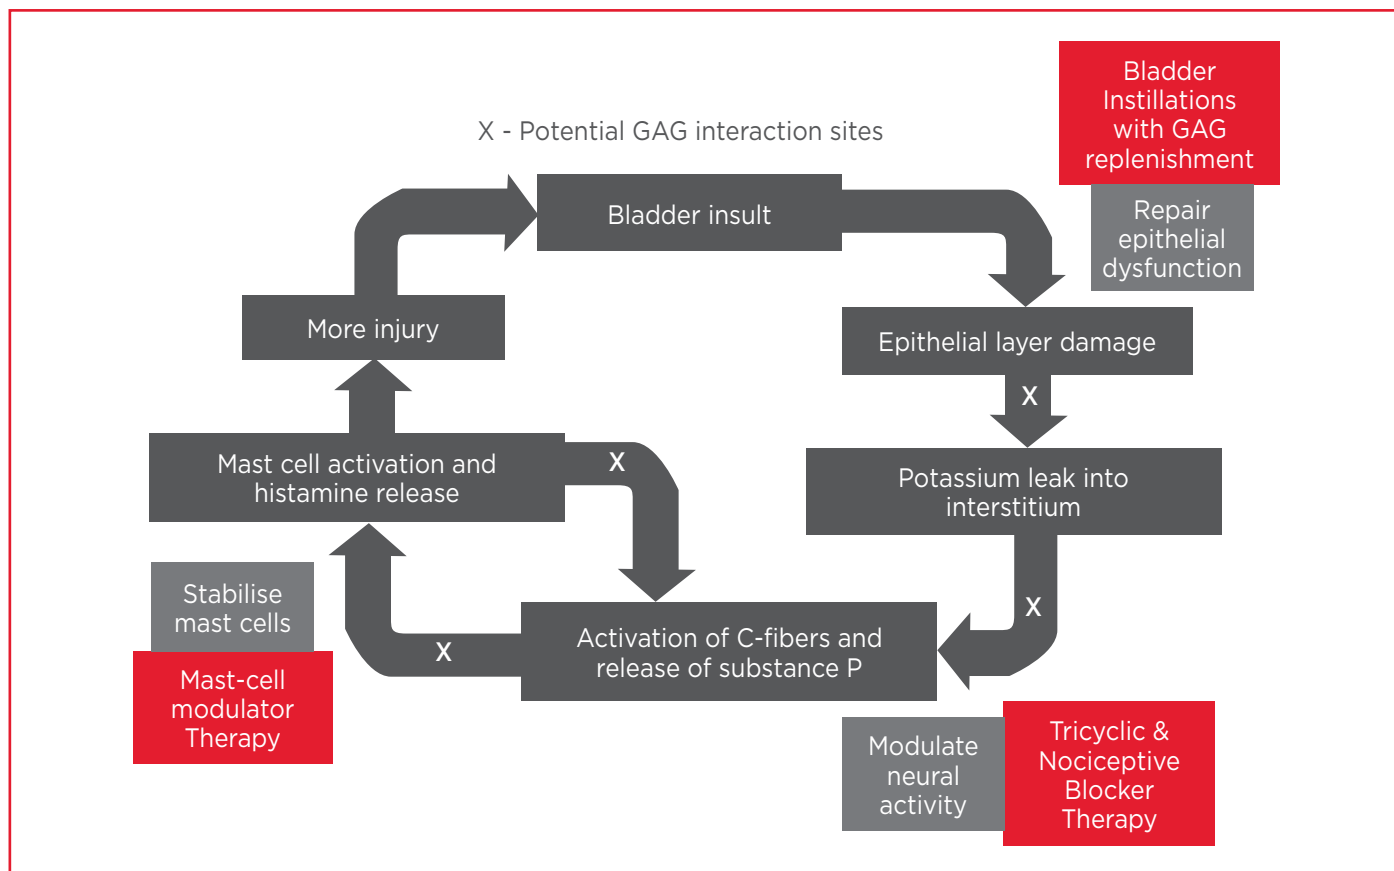 X - Potential GAG interaction sites
Bladder
Instillations
with GAG
replenishment
Repair
epithelial
dysfunction
Bladder insult
More injury
Epithelial layer damage
X
Mast cell activation and
histamine release
X
Potassium leak into
interstitium
X
Stabilise
mast cells
Mast-cell
modulator
Therapy
X
Activation of C-fibers and
release of substance P
Modulate
neural
activity
Tricyclic &
Nociceptive
Blocker
Therapy